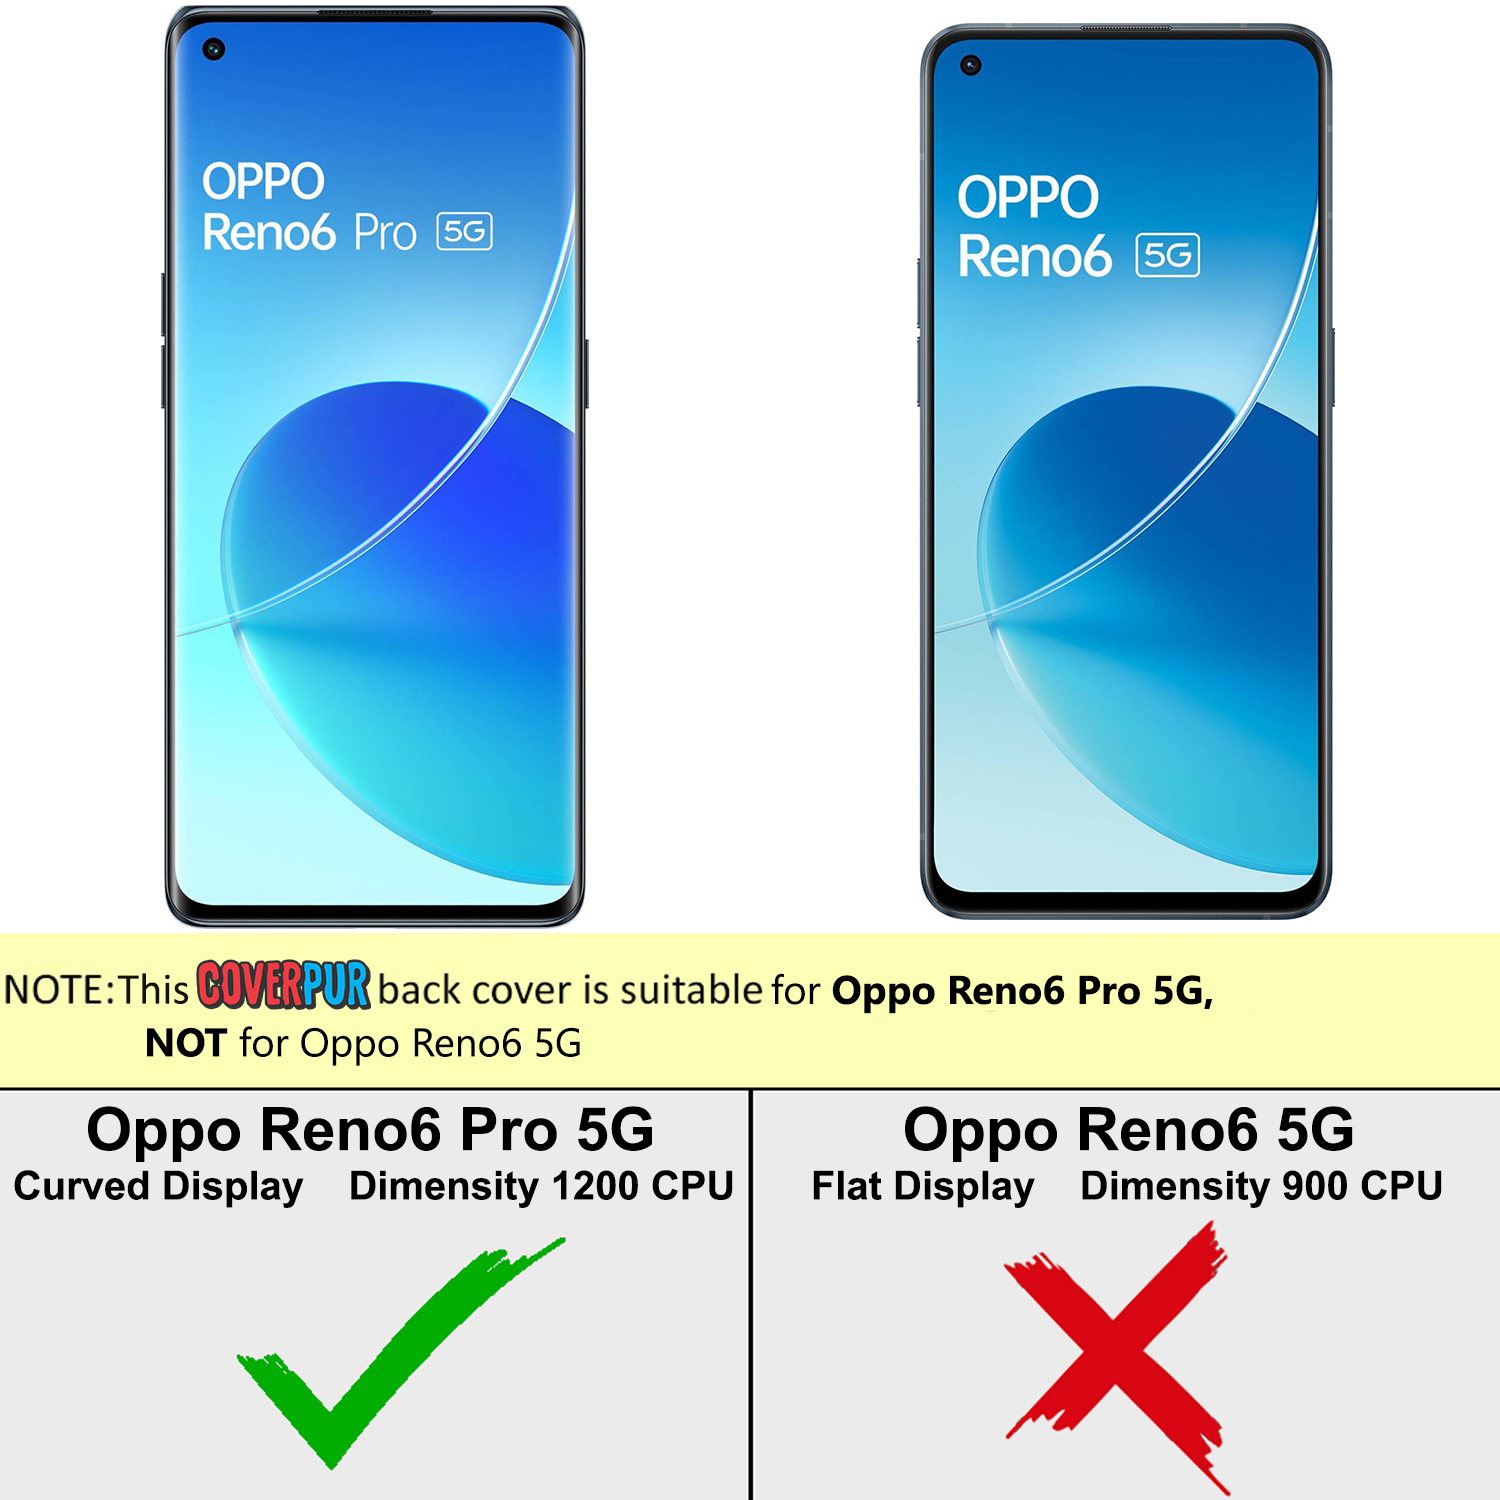 OPPO
Reno6 Pro 5G
OPPO
Reno6 5G
NOTE:This COVERPUR back cover is suitable for Oppo Reno6 Pro 5G,
NOT for Oppo Reno6 5G
Oppo Reno6 Pro 5G
Curved Display Dimensity 1200 CPU
Oppo Reno6 5G
Flat Display Dimensity 900 CPU